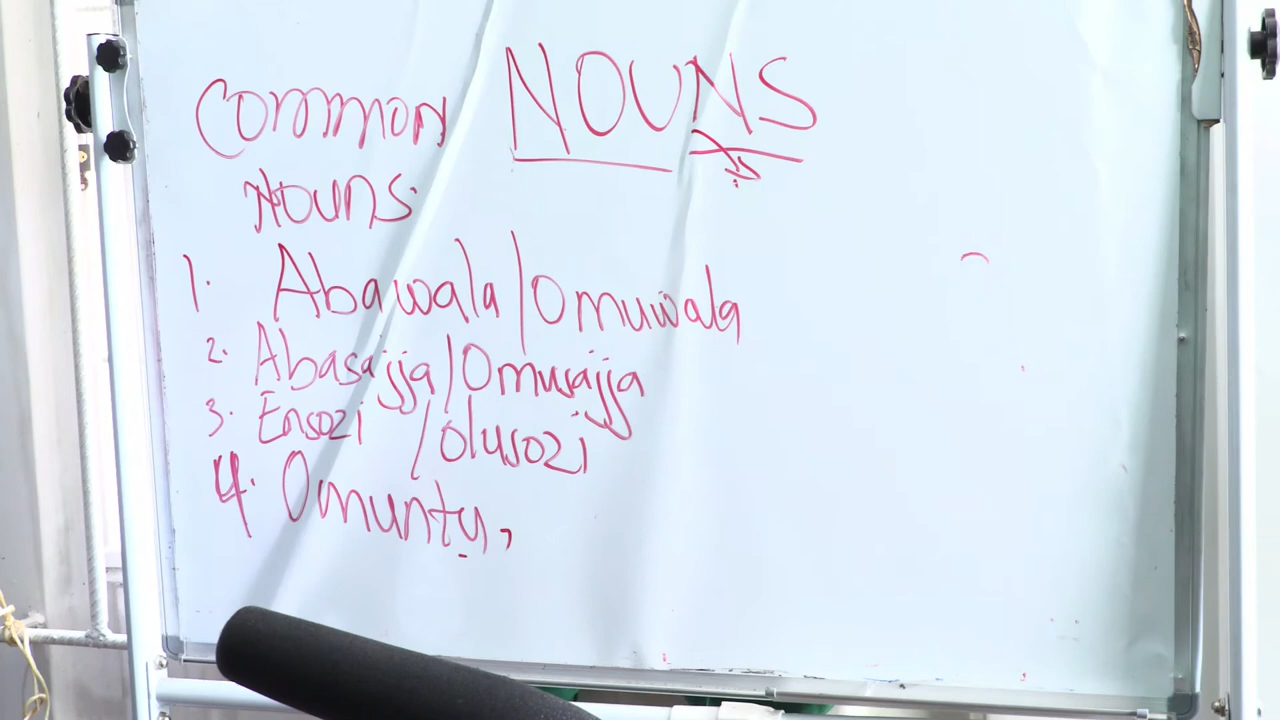 NOUNS
Common
Nouns.
1. Abawala/Omuwala
2. Abasajja/Omusajja
3. Ensozi /olusozi
4. Omuntu,